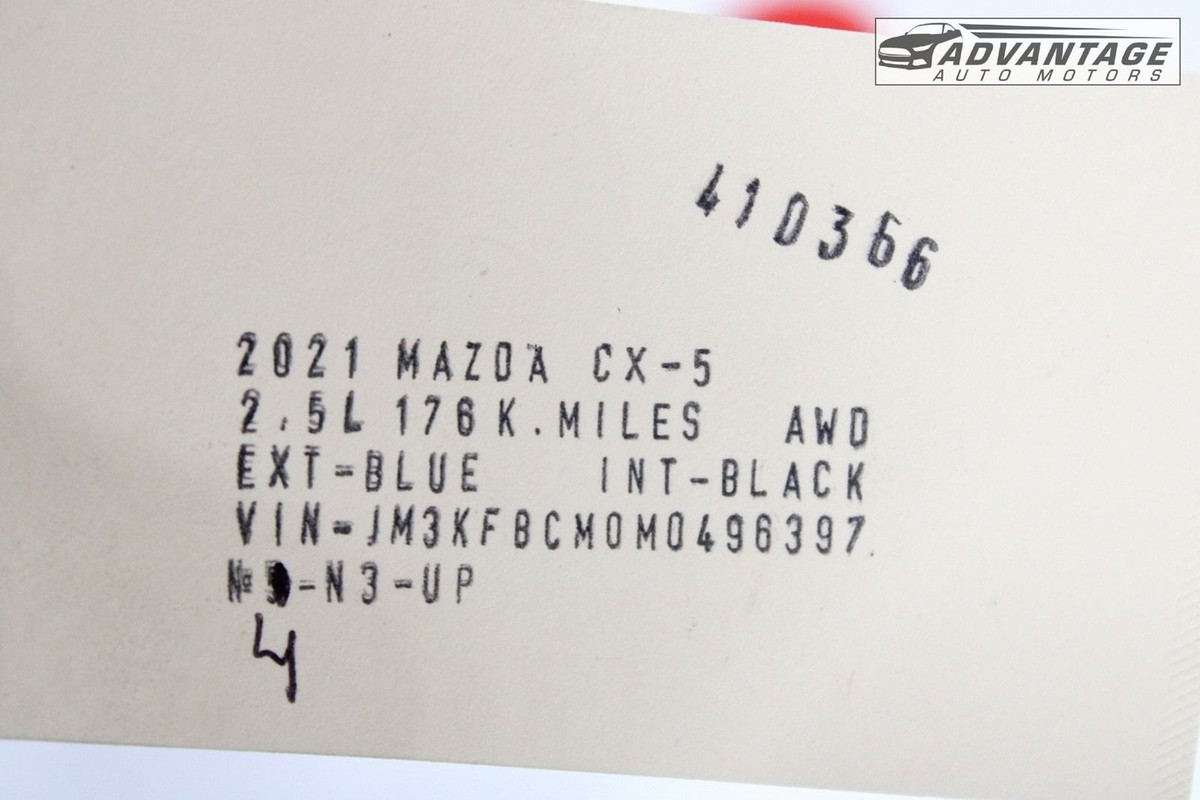 ADVANTAGE
AUTO MOTORS
410366
2021 MAZDA CX-5
2.5L 176K.MILES AWD
EXT-BLUE INT-BLACK
VIN-JM3KFBCM0M0496397.
№ -N3-UP
4